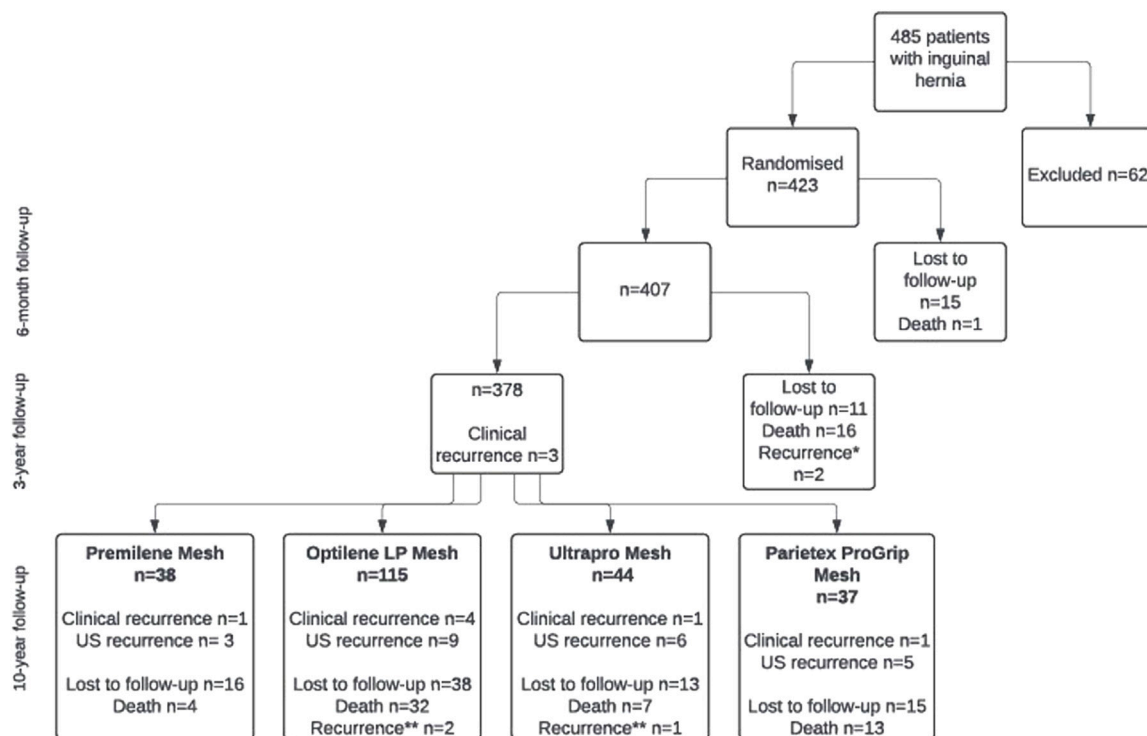 485 patients
with inguinal
hernia
Randomised
n=423
Excluded n=62
6-month follow-up
n=407
Lost to
follow-up
n=15
Death n=1
3-year follow-up
n=378
Clinical
recurrence n=3
Lost to
follow-up n=11
Death n=16
Recurrence*
n=2
10-year follow-up
Premilene Mesh
n=38
Clinical recurrence n=1
US recurrence n= 3
Lost to follow-up n=16
Death n=4
Optilene LP Mesh
n=115
Clinical recurrence n=4
US recurrence n=9
Lost to follow-up n=38
Death n=32
Recurrence** n=2
Ultrapro Mesh
n=44
Clinical recurrence n=1
US recurrence n=6
Lost to follow-up n=13
Death n=7
Recurrence** n=1
Parietex ProGrip
Mesh
n=37
Clinical recurrence n=1
US recurrence n=5
Lost to follow-up n=15
Death n=13